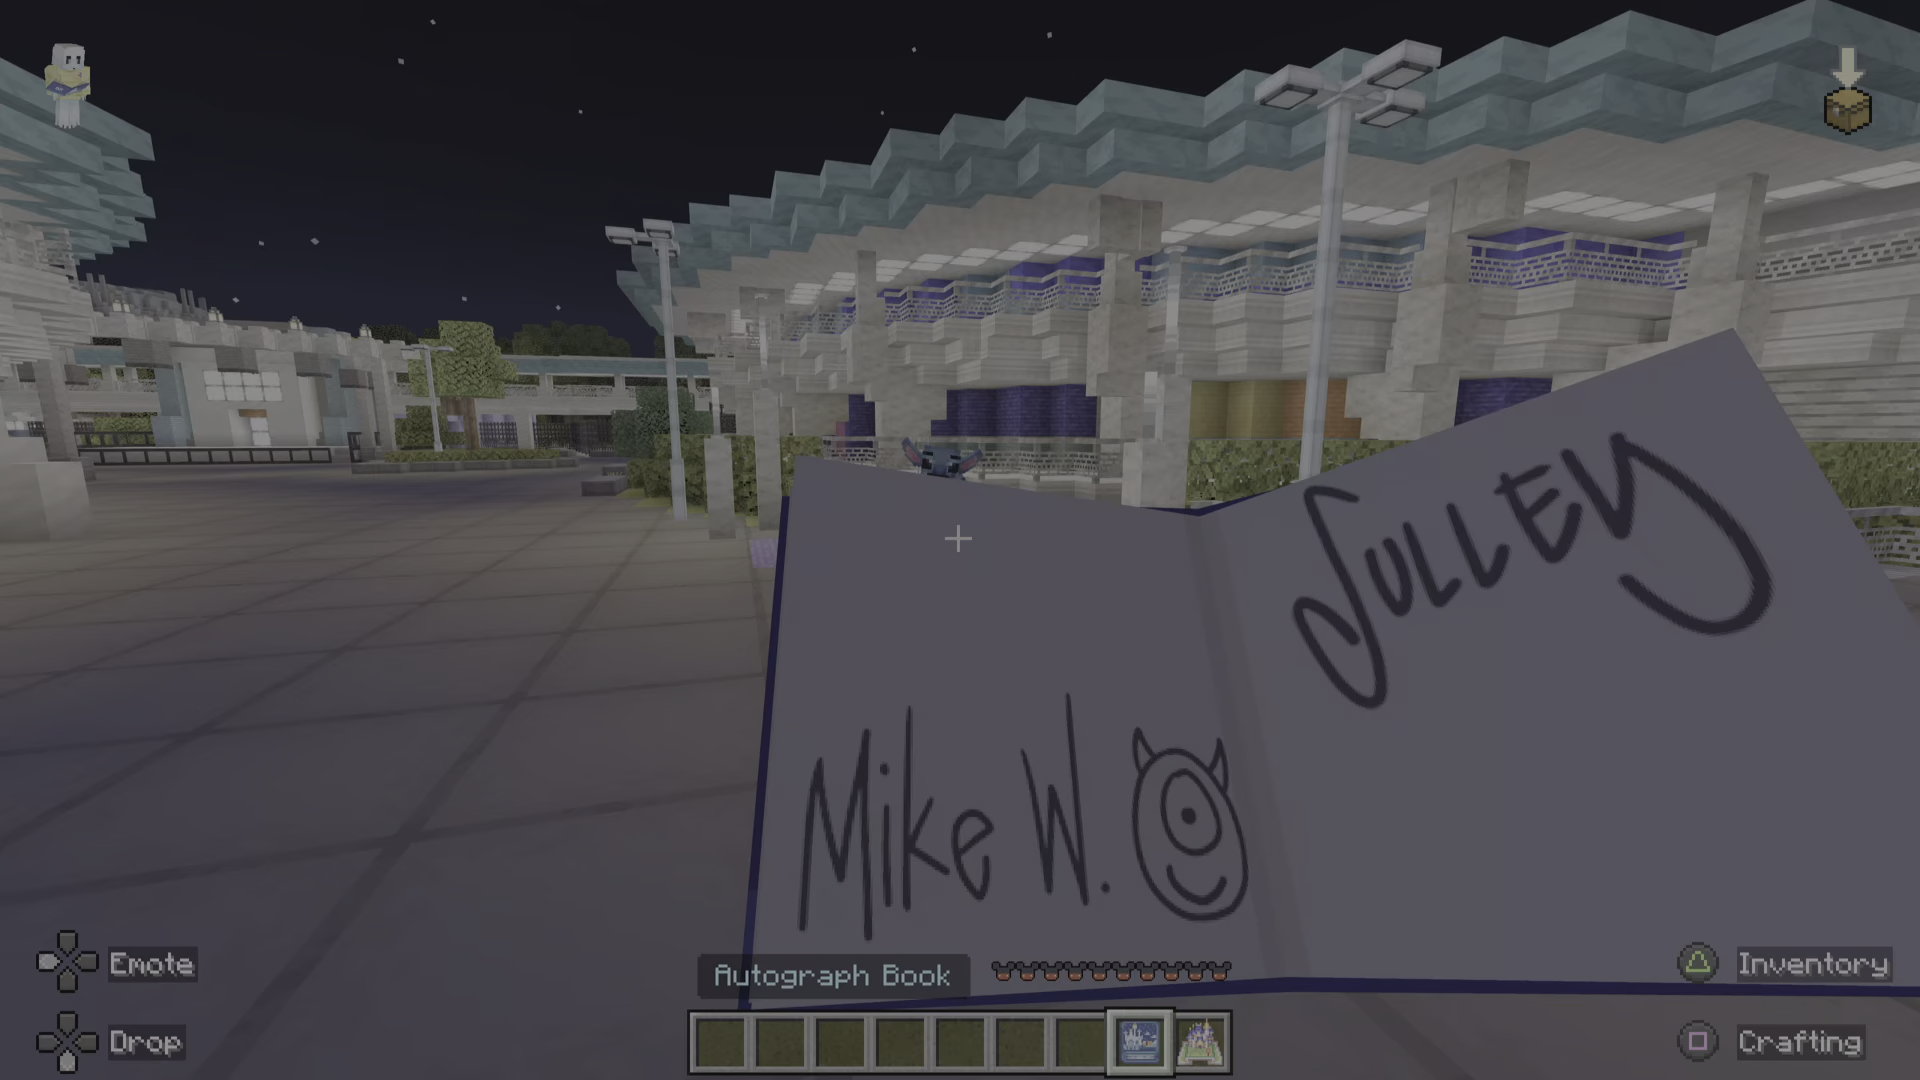 SULLEY
Mike W.
Emote
Autograph Book
Inventory
Drop
Crafting